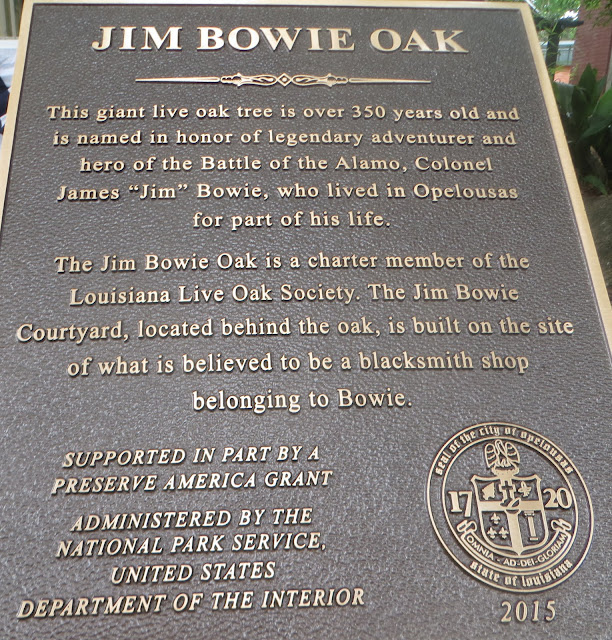 JIM BOWIE OAK
This giant live oak tree is over 350 years old and
is named in honor of legendary adventurer and
hero of the Battle of the Alamo, Colonel
James “Jim” Bowie, who lived in Opelousas
for part of his life.
The Jim Bowie Oak is a charter member of the
Louisiana Live Oak Society. The Jim Bowie
Courtyard, located behind the oak, is built on the site
of what is believed to be a blacksmith shop
belonging to Bowie.
SUPPORTED IN PART BY A
PRESERVE AMERICA GRANT
ADMINISTERED BY THE
NATIONAL PARK SERVICE,
UNITED STATES
DEPARTMENT OF THE INTERIOR
seal of the city of opelousas
17 20
OMNIA-AD-DEI-GLORIAM
state of louisiana
2015